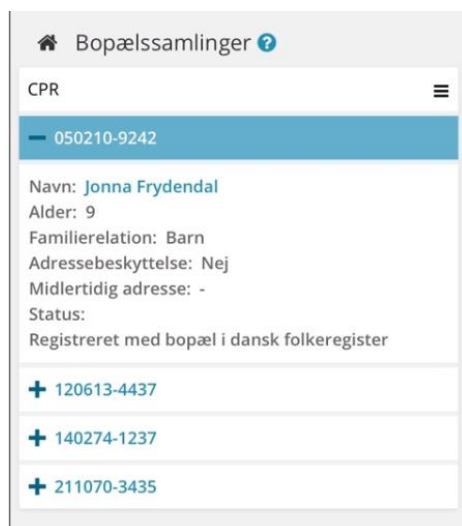 Bopælssamlinger
CPR
050210-9242
Navn: Jonna Frydendal
Alder: 9
Familierelation: Barn
Adressebeskyttelse: Nej
Midlertidig adresse: -
Status:
Registreret med bopæl i dansk folkeregister
120613-4437
140274-1237
211070-3435